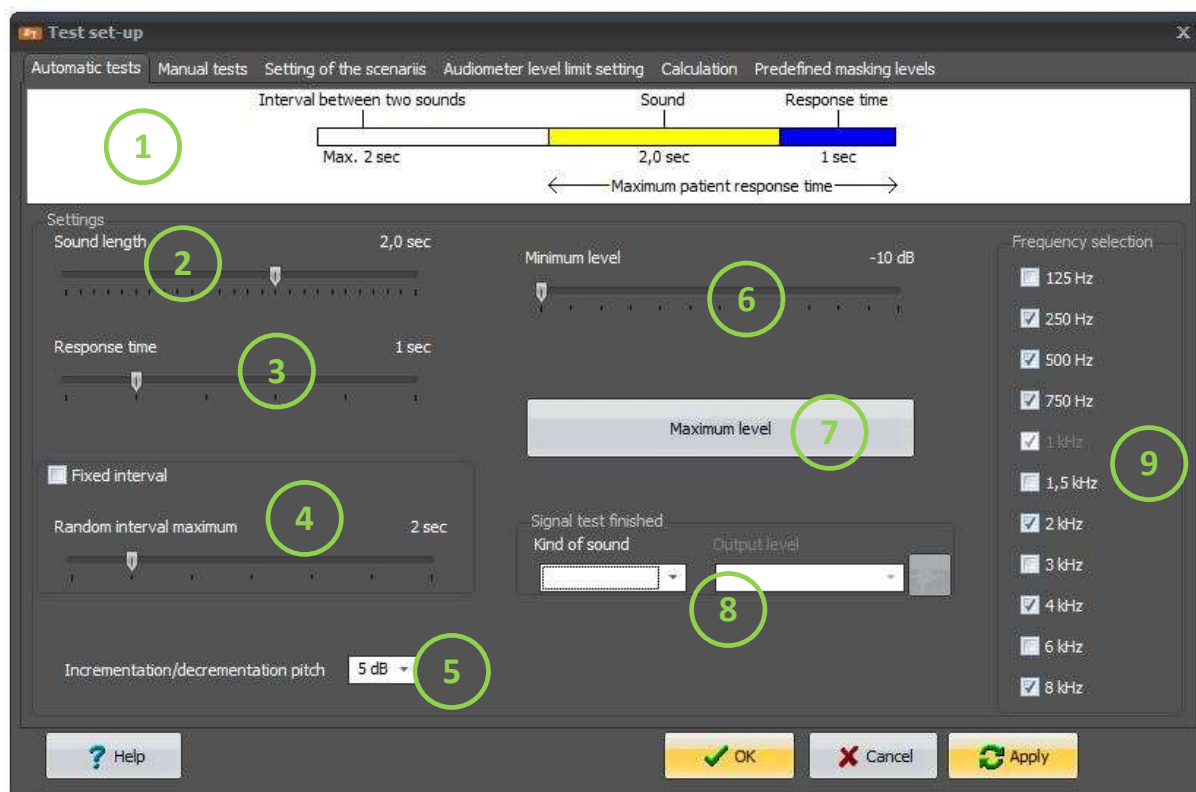 Test set-up
X
Automatic tests Manual tests Setting of the scenariis Audiometer level limit setting Calculation Predefined masking levels
Interval between two sounds Sound Response time
1
Max. 2 sec 2,0 sec 1 sec
Maximum patient response time
Settings
Sound length 2 2,0 sec
Response time 1 sec
3
Fixed interval
4
Random interval maximum 2 sec
Incrementation/decrementation pitch 5 dB 5
Minimum level -10 dB
6
Maximum level 7
Signal test finished
Kind of sound Output level
8
Frequency selection
125 Hz
250 Hz
500 Hz
750 Hz
1 kHz
9
1,5 kHz
2 kHz
3 kHz
4 kHz
6 kHz
8 kHz
Help OK Cancel Apply